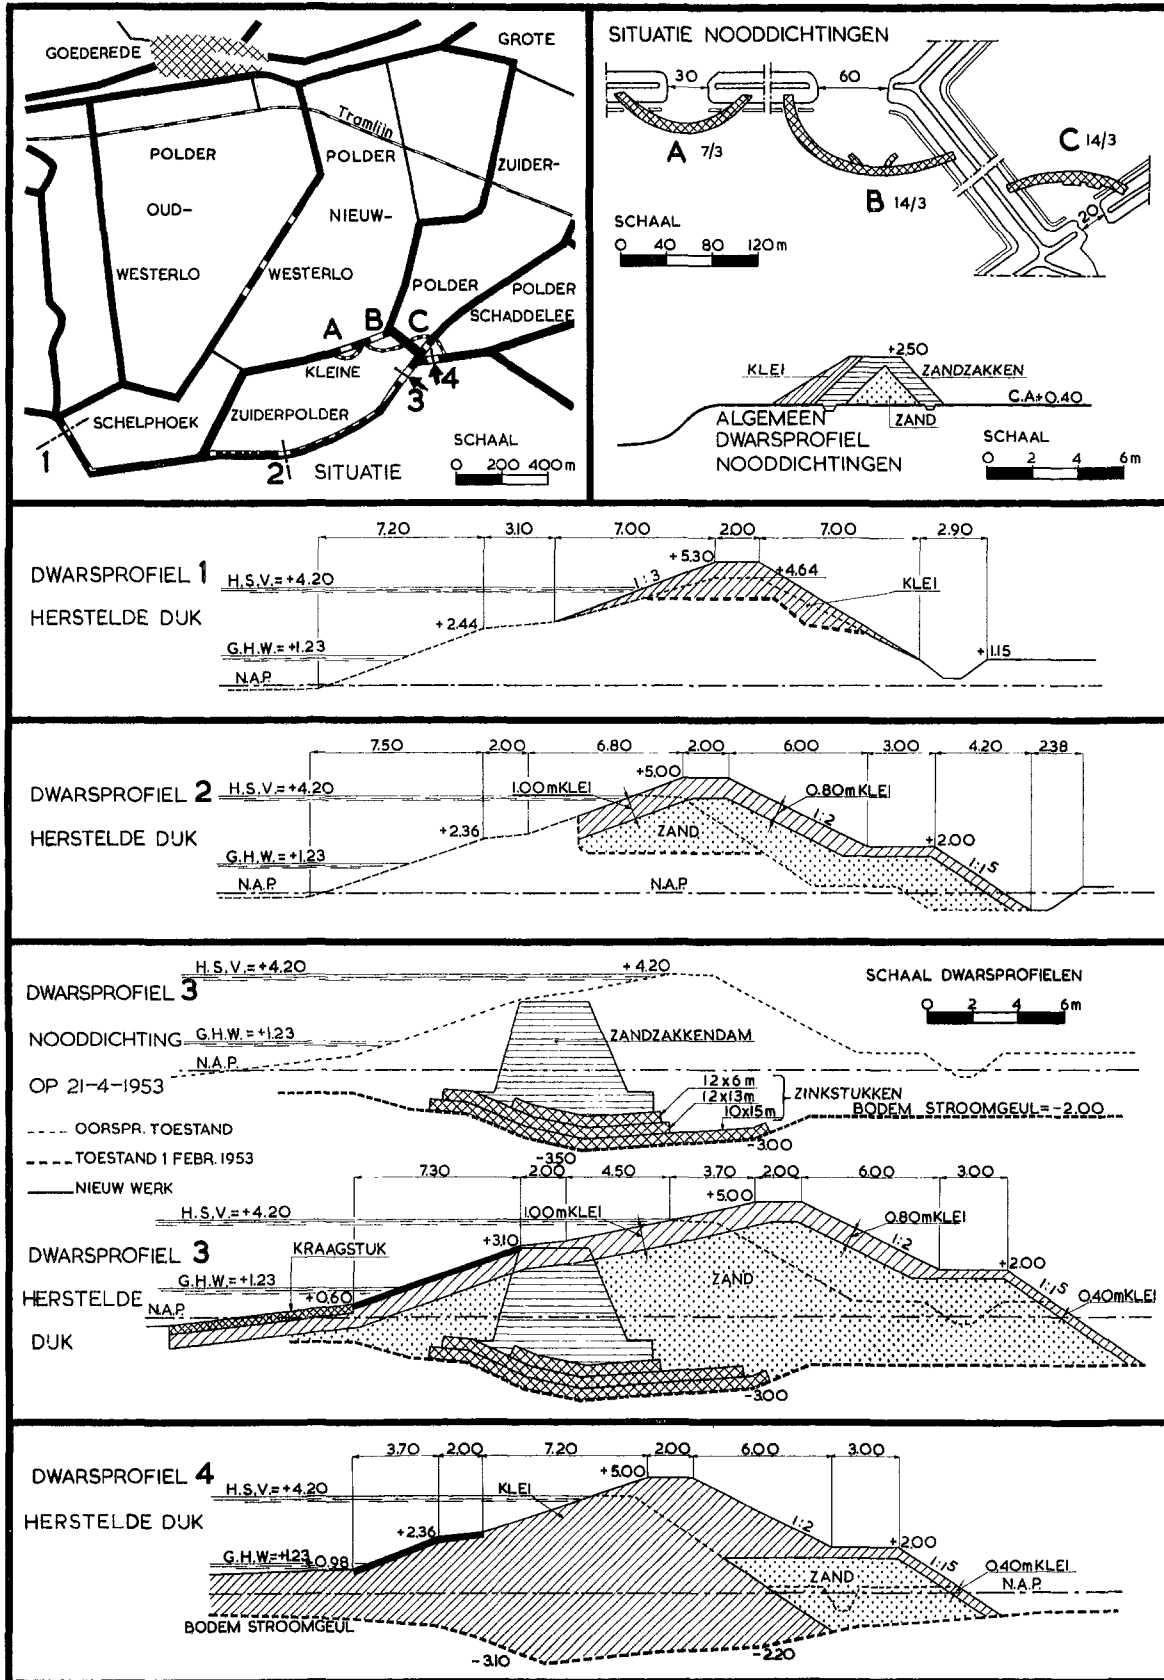 GOEDEREDE
GROTE
Tramlijn
POLDER
POLDER
ZUIDER-
OUD-
NIEUW-
WESTERLO
WESTERLO
POLDER
POLDER
SCHADDELEE
A
B
C
KLEINE
4
3
SCHELPHOEK
ZUIDERPOLDER
1
2
SITUATIE
SCHAAL
0 200 400m
SITUATIE NOODDICHTINGEN
30
60
A 7/3
C 14/3
B 14/3
20
SCHAAL
0 40 80 120m
+2.50
KLEI
ZANDZAKKEN
C.A+0.40
ZAND
ALGEMEEN
DWARSPROFIEL
NOODDICHTINGEN
SCHAAL
0 2 4 6m
7.20 3.10 7.00 2.00 7.00 2.90
DWARSPROFIEL 1
HERSTELDE DIJK
H.S.V.=+4.20
+5.30
1:3
+4.64
KLEI
+2.44
G.H.W.=+1.23
+1.15
N.A.P.
7.50 2.00 6.80 2.00 6.00 3.00 4.20 2.38
DWARSPROFIEL 2
HERSTELDE DIJK
H.S.V.=+4.20
1.00mKLEI
+5.00
0.80mKLEI
1:2
+2.36
ZAND
+2.00
G.H.W.=+1.23
1:1.5
N.A.P.
N.A.P.
H.S.V.=+4.20
+4.20
SCHAAL DWARSPROFIELEN
0 2 4 6m
DWARSPROFIEL 3
NOODDICHTING
OP 21-4-1953
G.H.W.=+1.23
ZANDZAKKENDAM
N.A.P.
12x6m
12x13m
10x15m
ZINKSTUKKEN
BODEM STROOMGEUL=-2.00
-3.50
-3.00
OORSPR. TOESTAND
TOESTAND 1 FEBR. 1953
NIEUW WERK
7.30 2.00 4.50 3.70 2.00 6.00 3.00
H.S.V.=+4.20
1.00mKLEI
+5.00
0.80mKLEI
1:2
DWARSPROFIEL 3
HERSTELDE
DIJK
KRAAGSTUK
+3.10
ZAND
+2.00
G.H.W.=+1.23
1:1.5
+0.60
N.A.P.
0.40mKLEI
-3.00
3.70 2.00 7.20 2.00 6.00 3.00
DWARSPROFIEL 4
HERSTELDE DIJK
H.S.V.=+4.20
KLEI
+5.00
1:2
+2.36
+2.00
G.H.W.=+1.23
+0.98
1:1.5
ZAND
0.40mKLEI
N.A.P.
BODEM STROOMGEUL
-3.10
-2.20